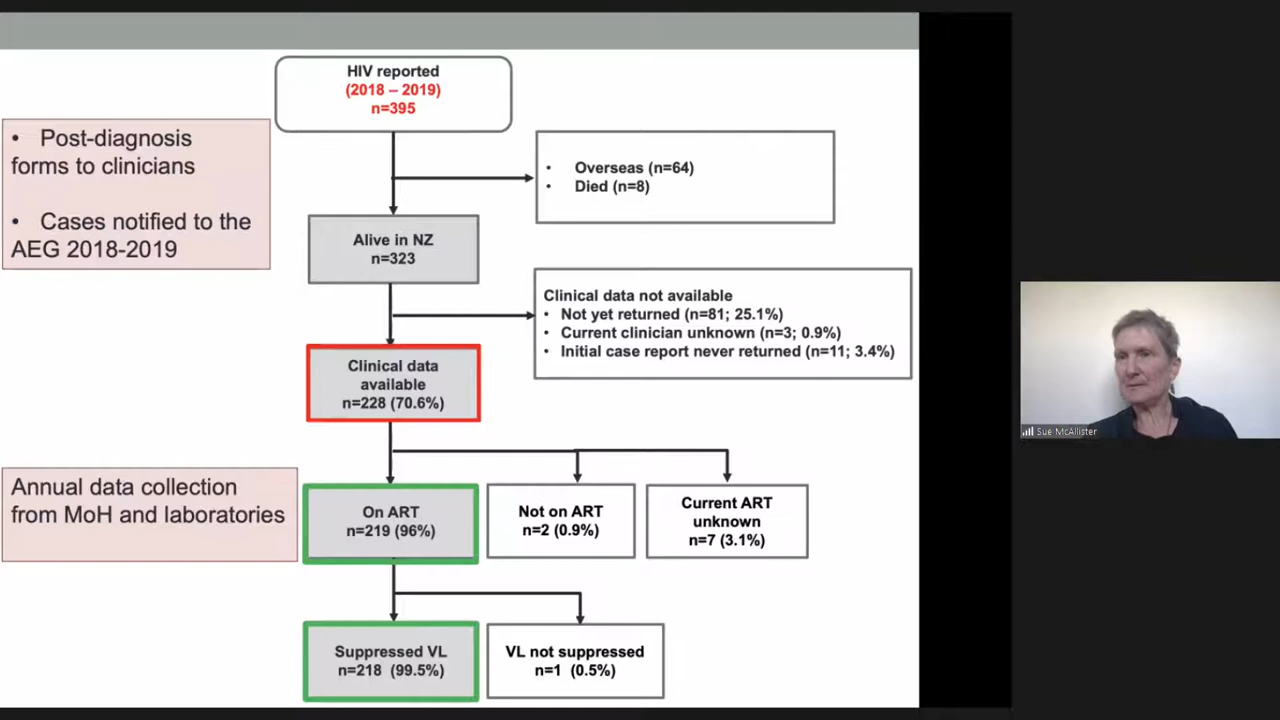 HIV reported
(2018 – 2019)
n=395
• Post-diagnosis
forms to clinicians
• Cases notified to the
AEG 2018-2019
• Overseas (n=64)
• Died (n=8)
Alive in NZ
n=323
Clinical data not available
• Not yet returned (n=81; 25.1%)
• Current clinician unknown (n=3; 0.9%)
• Initial case report never returned (n=11; 3.4%)
Clinical data
available
n=228 (70.6%)
Annual data collection
from MoH and laboratories
On ART
n=219 (96%)
Not on ART
n=2 (0.9%)
Current ART
unknown
n=7 (3.1%)
Suppressed VL
n=218 (99.5%)
VL not suppressed
n=1 (0.5%)
Sue McAllister